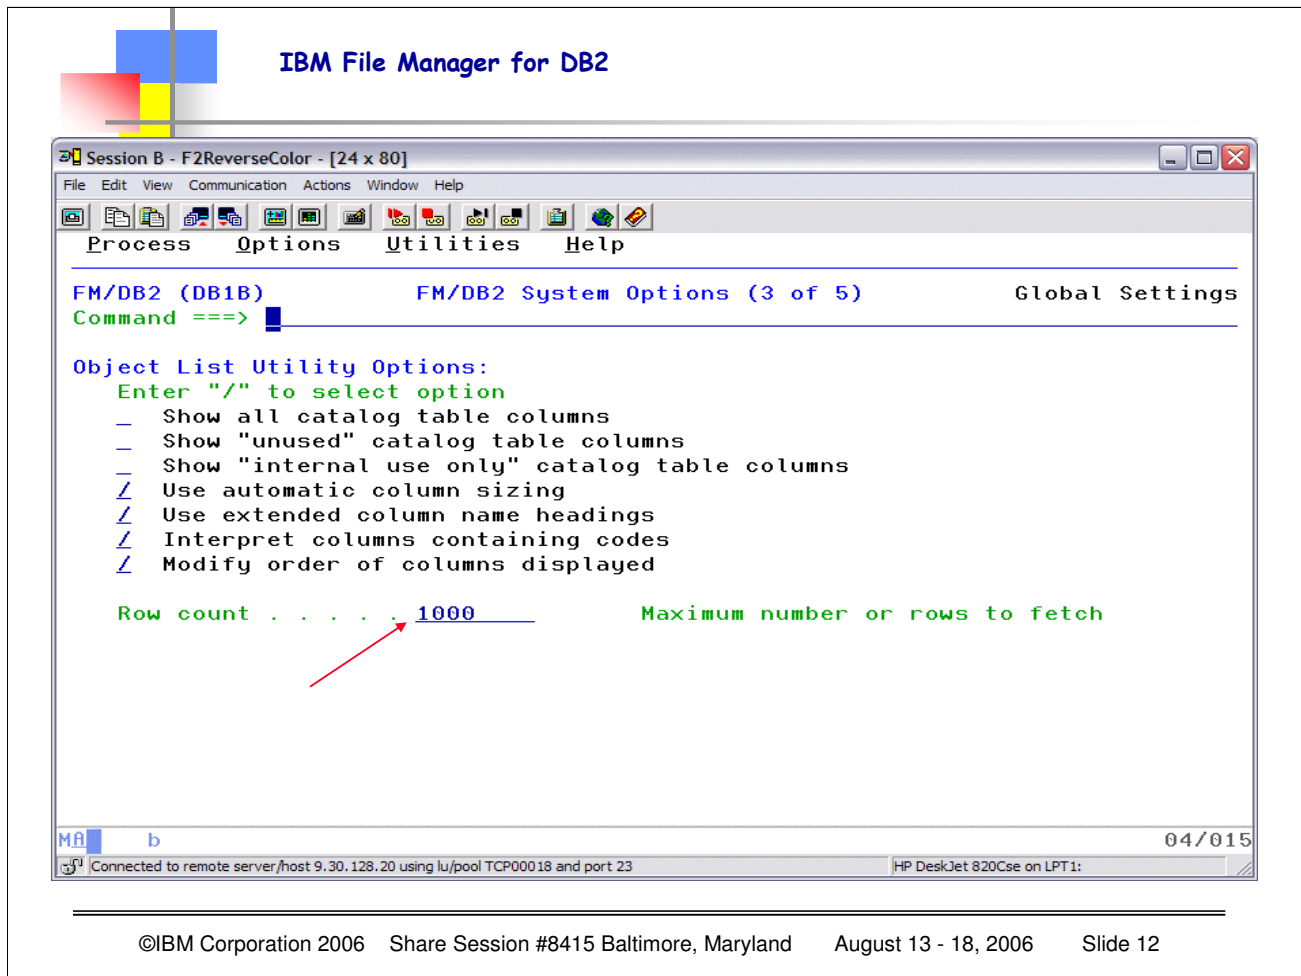 IBM File Manager for DB2
Session B - F2ReverseColor - [24 x 80]
File Edit View Communication Actions Window Help
Process Options Utilities Help
FM/DB2 (DB1B) FM/DB2 System Options (3 of 5) Global Settings
Command ===>
Object List Utility Options:
Enter "/" to select option
_ Show all catalog table columns
_ Show "unused" catalog table columns
_ Show "internal use only" catalog table columns
/ Use automatic column sizing
/ Use extended column name headings
/ Interpret columns containing codes
/ Modify order of columns displayed
Row count . . . . . 1000 Maximum number or rows to fetch
MA b 04/015
Connected to remote server/host 9.30.128.20 using lu/pool TCP00018 and port 23 HP DeskJet 820Cse on LPT1:
©IBM Corporation 2006 Share Session #8415 Baltimore, Maryland August 13 - 18, 2006 Slide 12